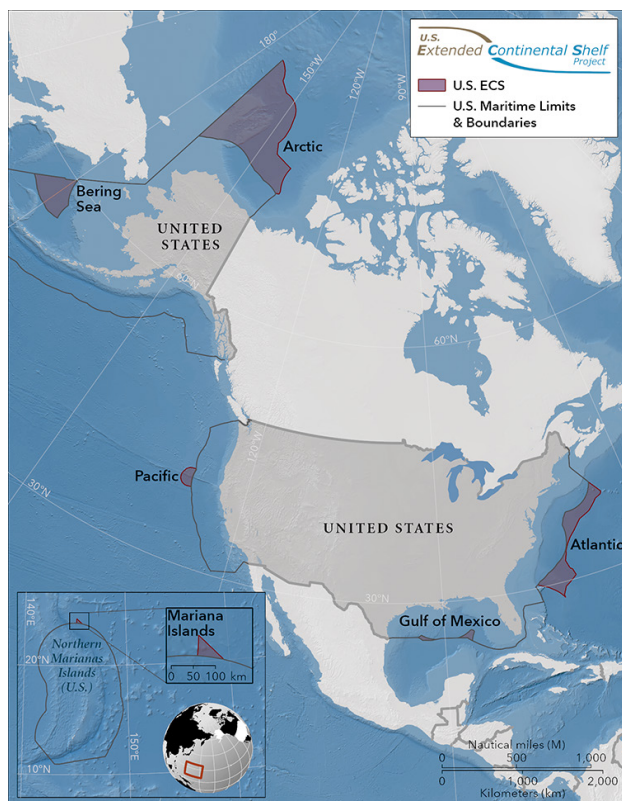 U.S.
Extended Continental Shelf
Project
U.S. ECS
U.S. Maritime Limits
& Boundaries
180°
150°W
120°W
90°W
Arctic
Bering
Sea
UNITED
STATES
60°N
120°W
Pacific
30°N
UNITED STATES
Atlantic
30°N
Gulf of Mexico
140°E
Mariana
Islands
0 50 100 km
Northern
Marianas
Islands
(U.S.)
20°N
150°E
10°N
Nautical miles (M)
0 500 1,000
0 1,000 2,000
Kilometers (km)